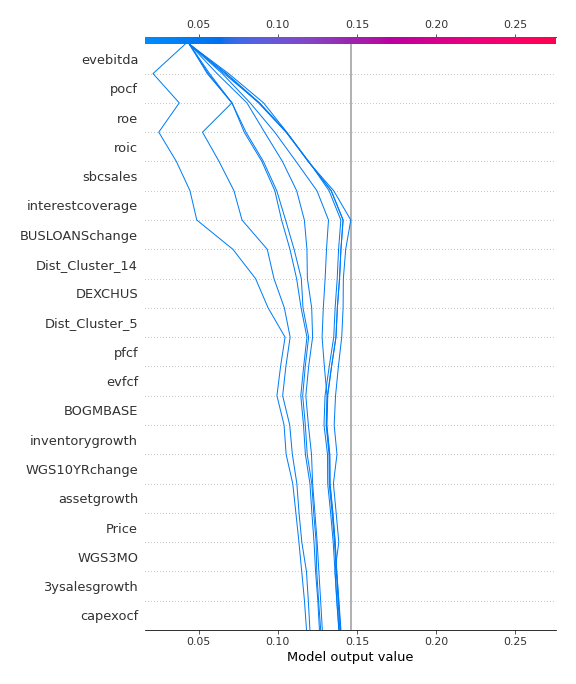 0.05 0.10 0.15 0.20 0.25
evebitda
pocf
roe
roic
sbcsales
interestcoverage
BUSLOANSchange
Dist_Cluster_14
DEXCHUS
Dist_Cluster_5
pfcf
evfcf
BOGMBASE
inventorygrowth
WGS10YRchange
assetgrowth
Price
WGS3MO
3ysalesgrowth
capexocf
0.05 0.10 0.15 0.20 0.25
Model output value